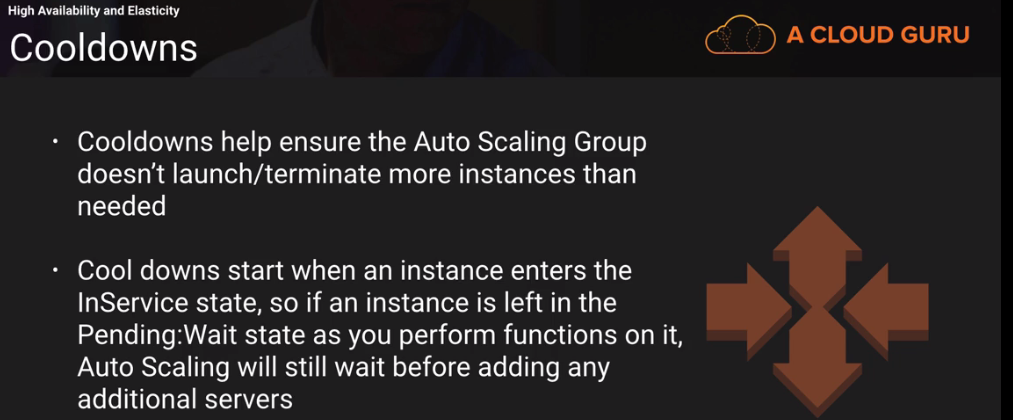 High Availability and Elasticity
Cooldowns
A CLOUD GURU
• Cooldowns help ensure the Auto Scaling Group
doesn’t launch/terminate more instances than
needed
• Cool downs start when an instance enters the
InService state, so if an instance is left in the
Pending:Wait state as you perform functions on it,
Auto Scaling will still wait before adding any
additional servers